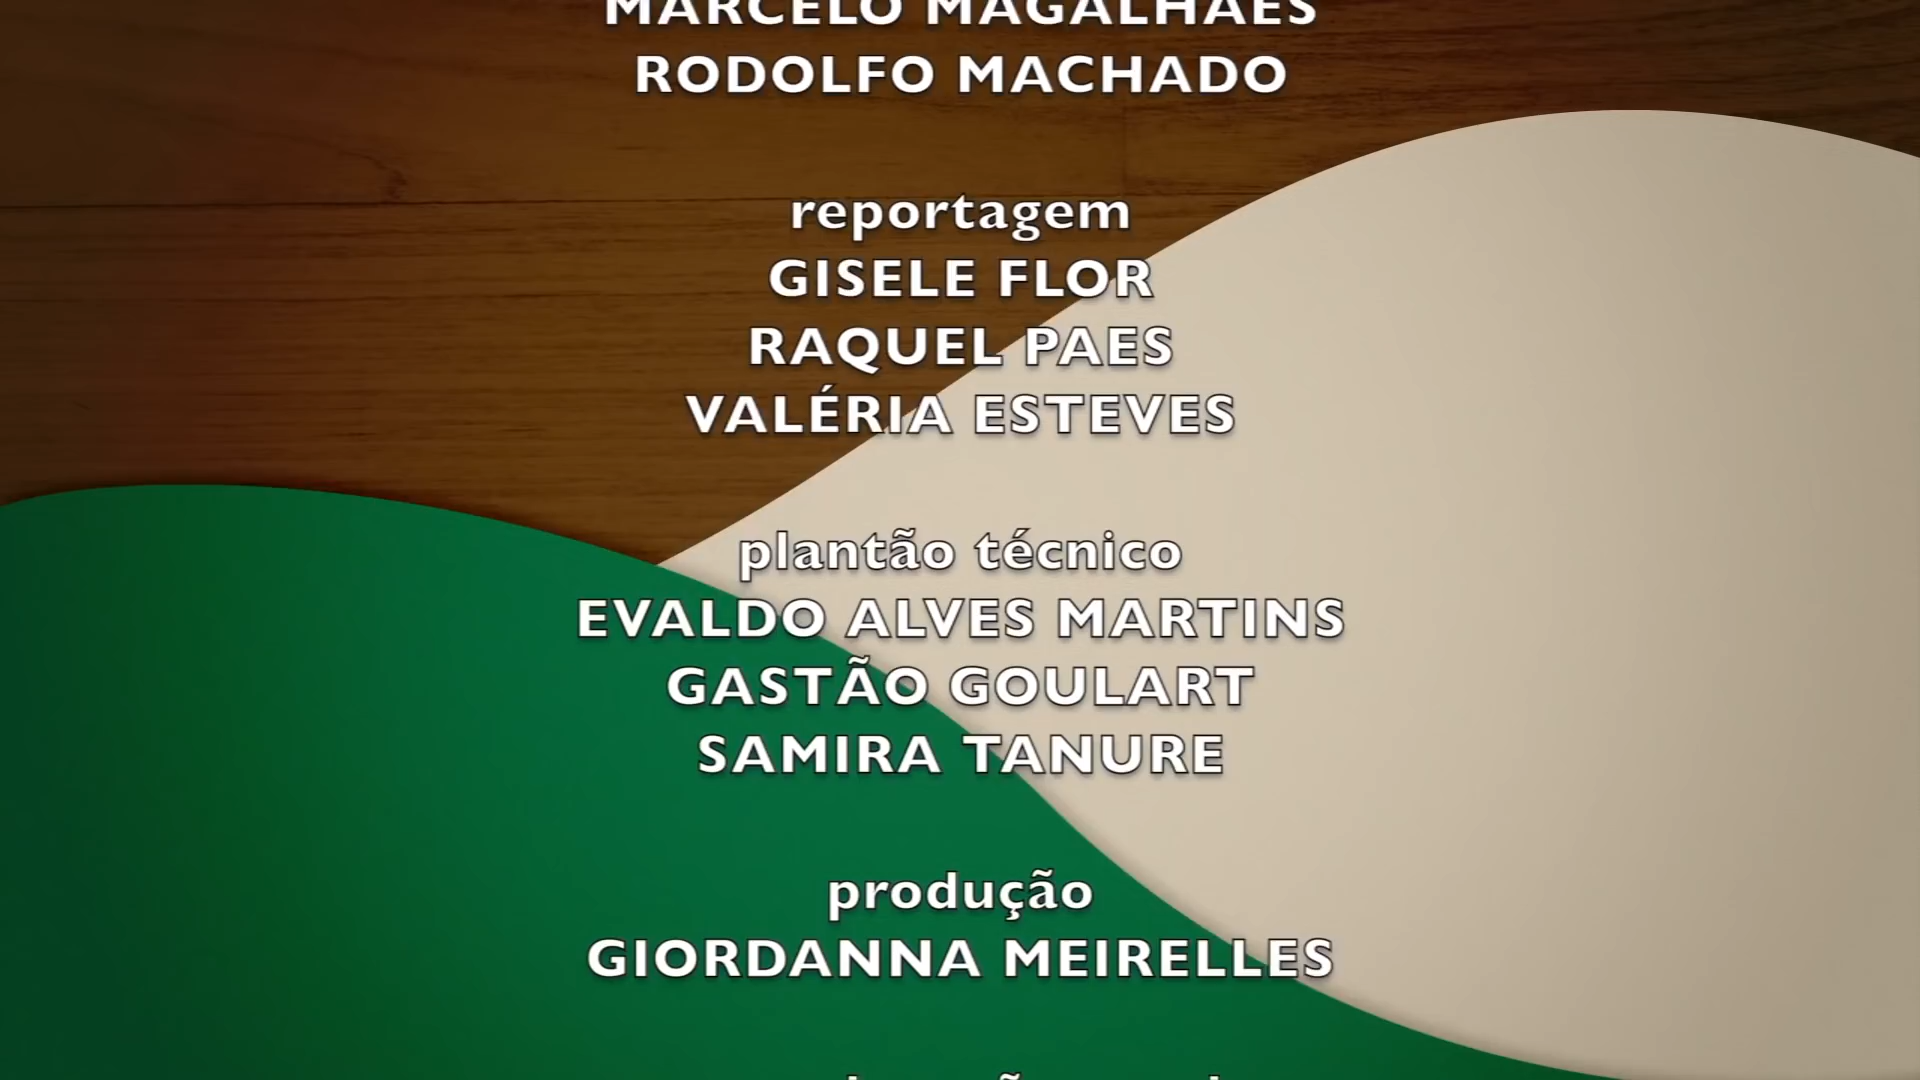 MARCELO MAGALHÃES
RODOLFO MACHADO
reportagem
GISELE FLOR
RAQUEL PAES
VALÉRIA ESTEVES
plantão técnico
EVALDO ALVES MARTINS
GASTÃO GOULART
SAMIRA TANURE
produção
GIORDANNA MEIRELLES